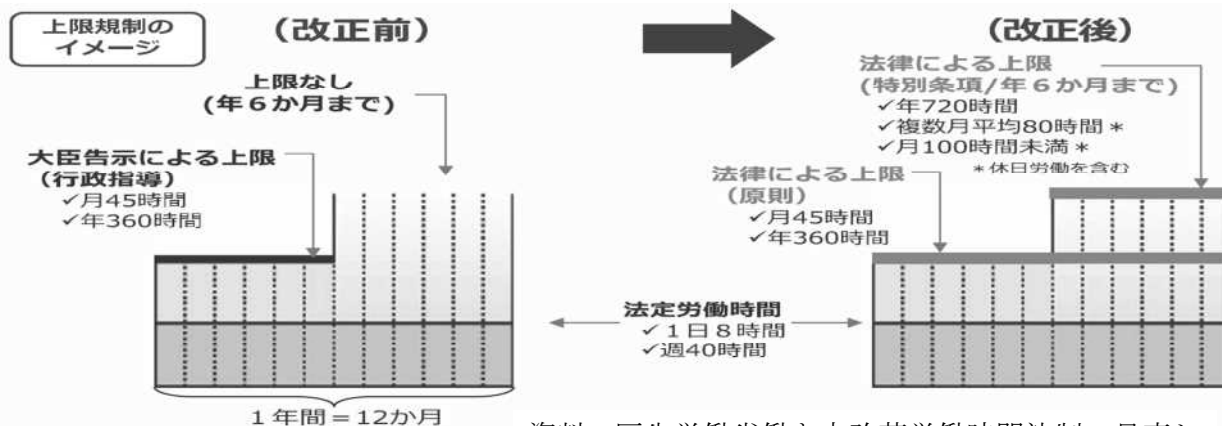 上限規制の
イメージ
(改正前)
上限なし
(年６か月まで)
大臣告示による上限
(行政指導)
✓月45時間
✓年360時間
1年間＝12か月
法定労働時間
✓１日８時間
✓週40時間
(改正後)
法律による上限
(特別条項/年６か月まで)
✓年720時間
✓複数月平均80時間＊
✓月100時間未満＊
＊休日労働を含む
法律による上限
(原則)
✓月45時間
✓年360時間